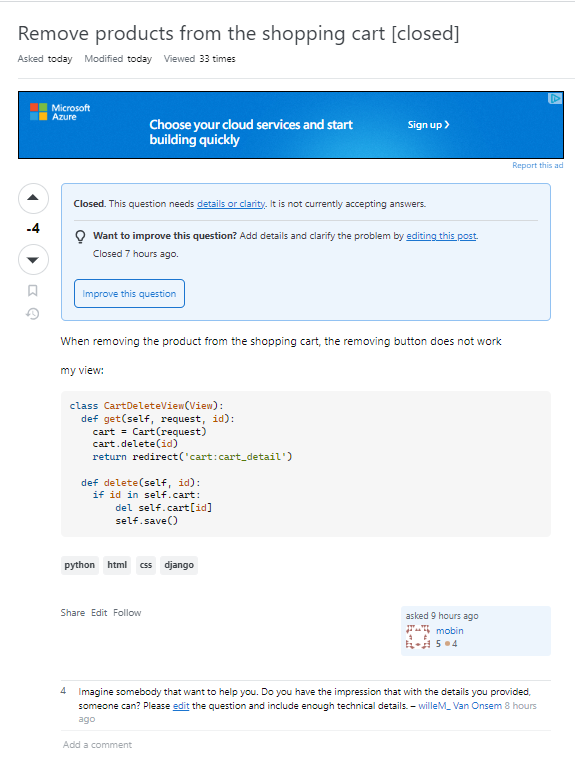 Remove products from the shopping cart [closed]
Asked today Modified today Viewed 33 times
Microsoft
Azure
Choose your cloud services and start
building quickly
Sign up
Report this ad
-4
Closed. This question needs details or clarity. It is not currently accepting answers.
Want to improve this question? Add details and clarify the problem by editing this post.
Closed 7 hours ago.
Improve this question
When removing the product from the shopping cart, the removing button does not work
my view:
class CartDeleteView(View):
def get(self, request, id):
cart = Cart(request)
cart.delete(id)
return redirect('cart:cart_detail')
def delete(self, id):
if id in self.cart:
del self.cart[id]
self.save()
python html css django
Share Edit Follow
asked 9 hours ago
mobin
5 4
4 Imagine somebody that want to help you. Do you have the impression that with the details you provided,
someone can? Please edit the question and include enough technical details. – willeM_ Van Onsem 8 hours
ago
Add a comment